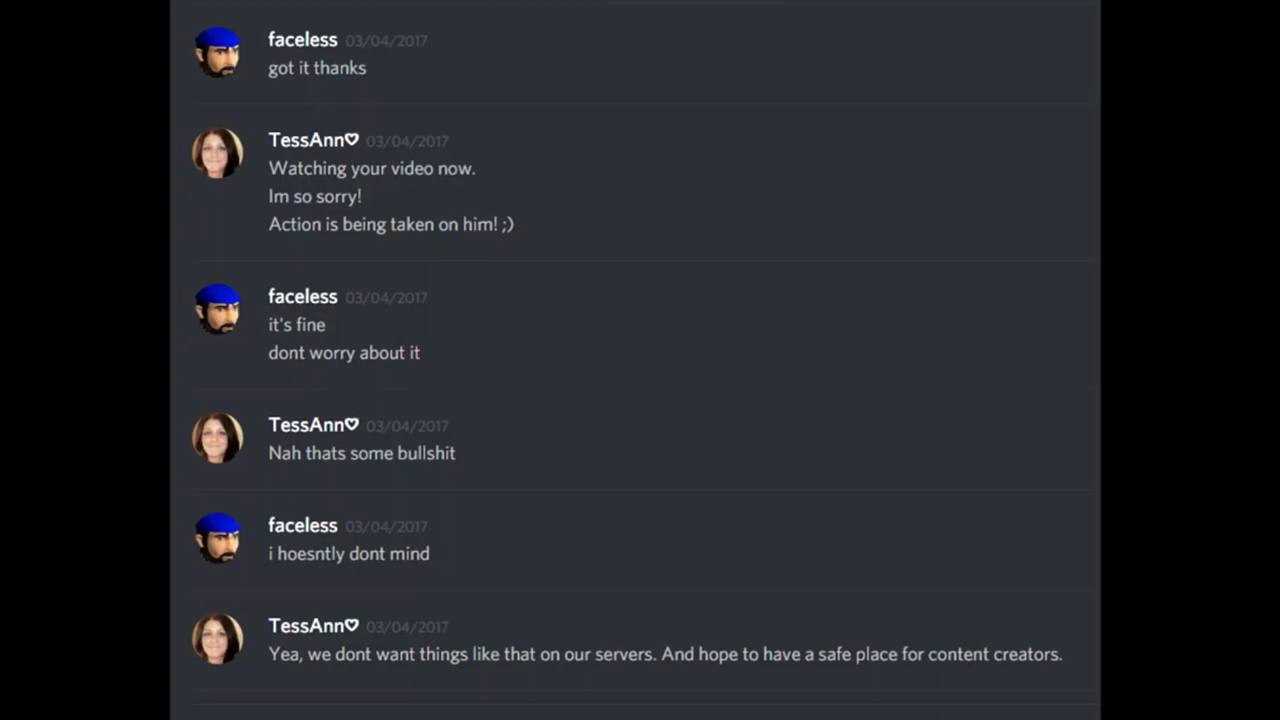 faceless 03/04/2017
got it thanks
TessAnn♡ 03/04/2017
Watching your video now.
Im so sorry!
Action is being taken on him! ;)
faceless 03/04/2017
it's fine
dont worry about it
TessAnn♡ 03/04/2017
Nah thats some bullshit
faceless 03/04/2017
i hoesntly dont mind
TessAnn♡ 03/04/2017
Yea, we dont want things like that on our servers. And hope to have a safe place for content creators.